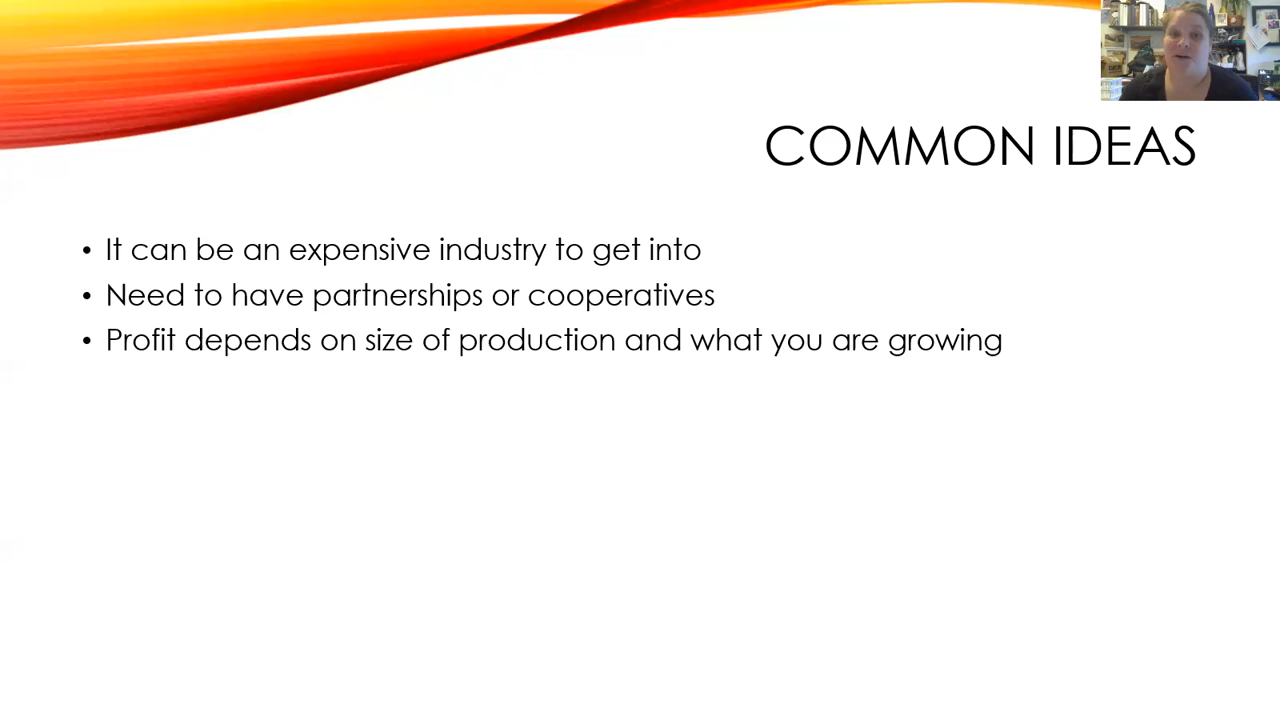 COMMON IDEAS
• It can be an expensive industry to get into
• Need to have partnerships or cooperatives
• Profit depends on size of production and what you are growing